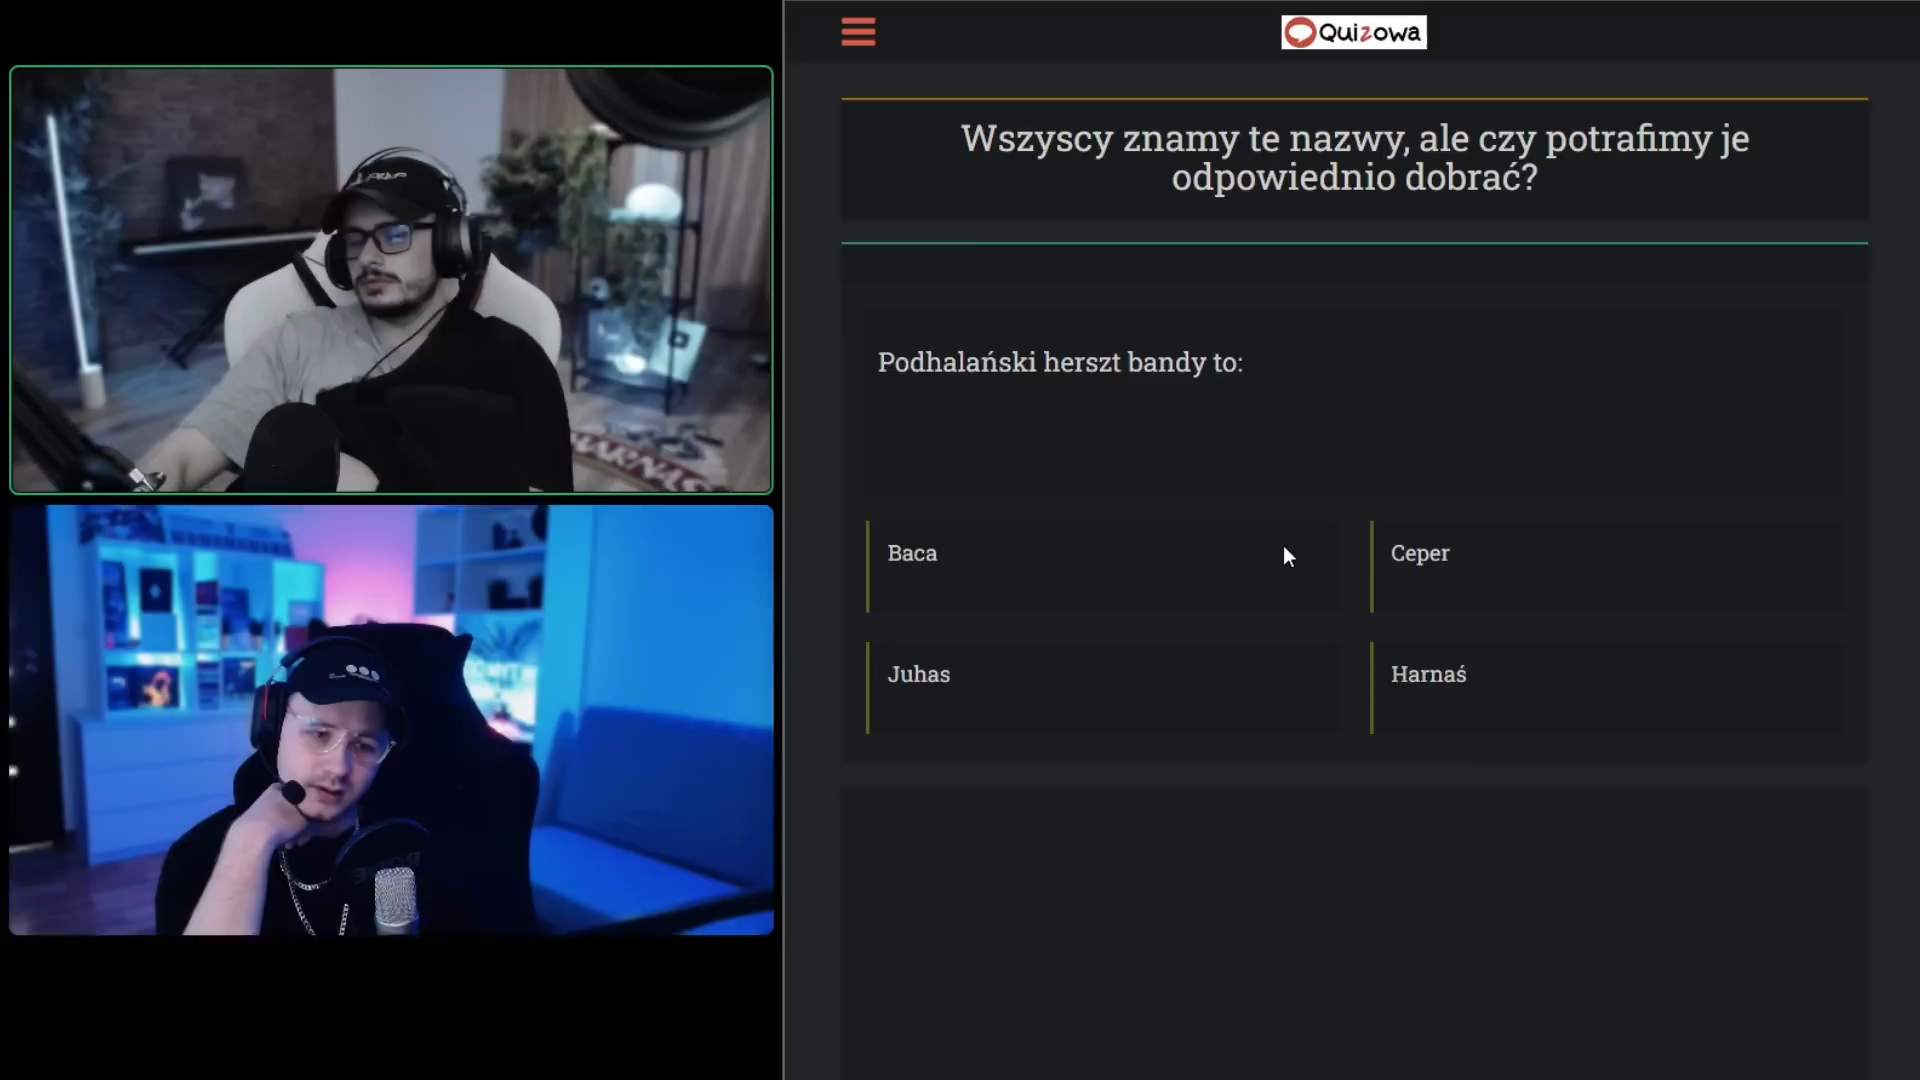 Quizowa
Wszyscy znamy te nazwy, ale czy potrafimy je
odpowiednio dobrać?
Podhalański herszt bandy to:
Baca
Ceper
Juhas
Harnaś